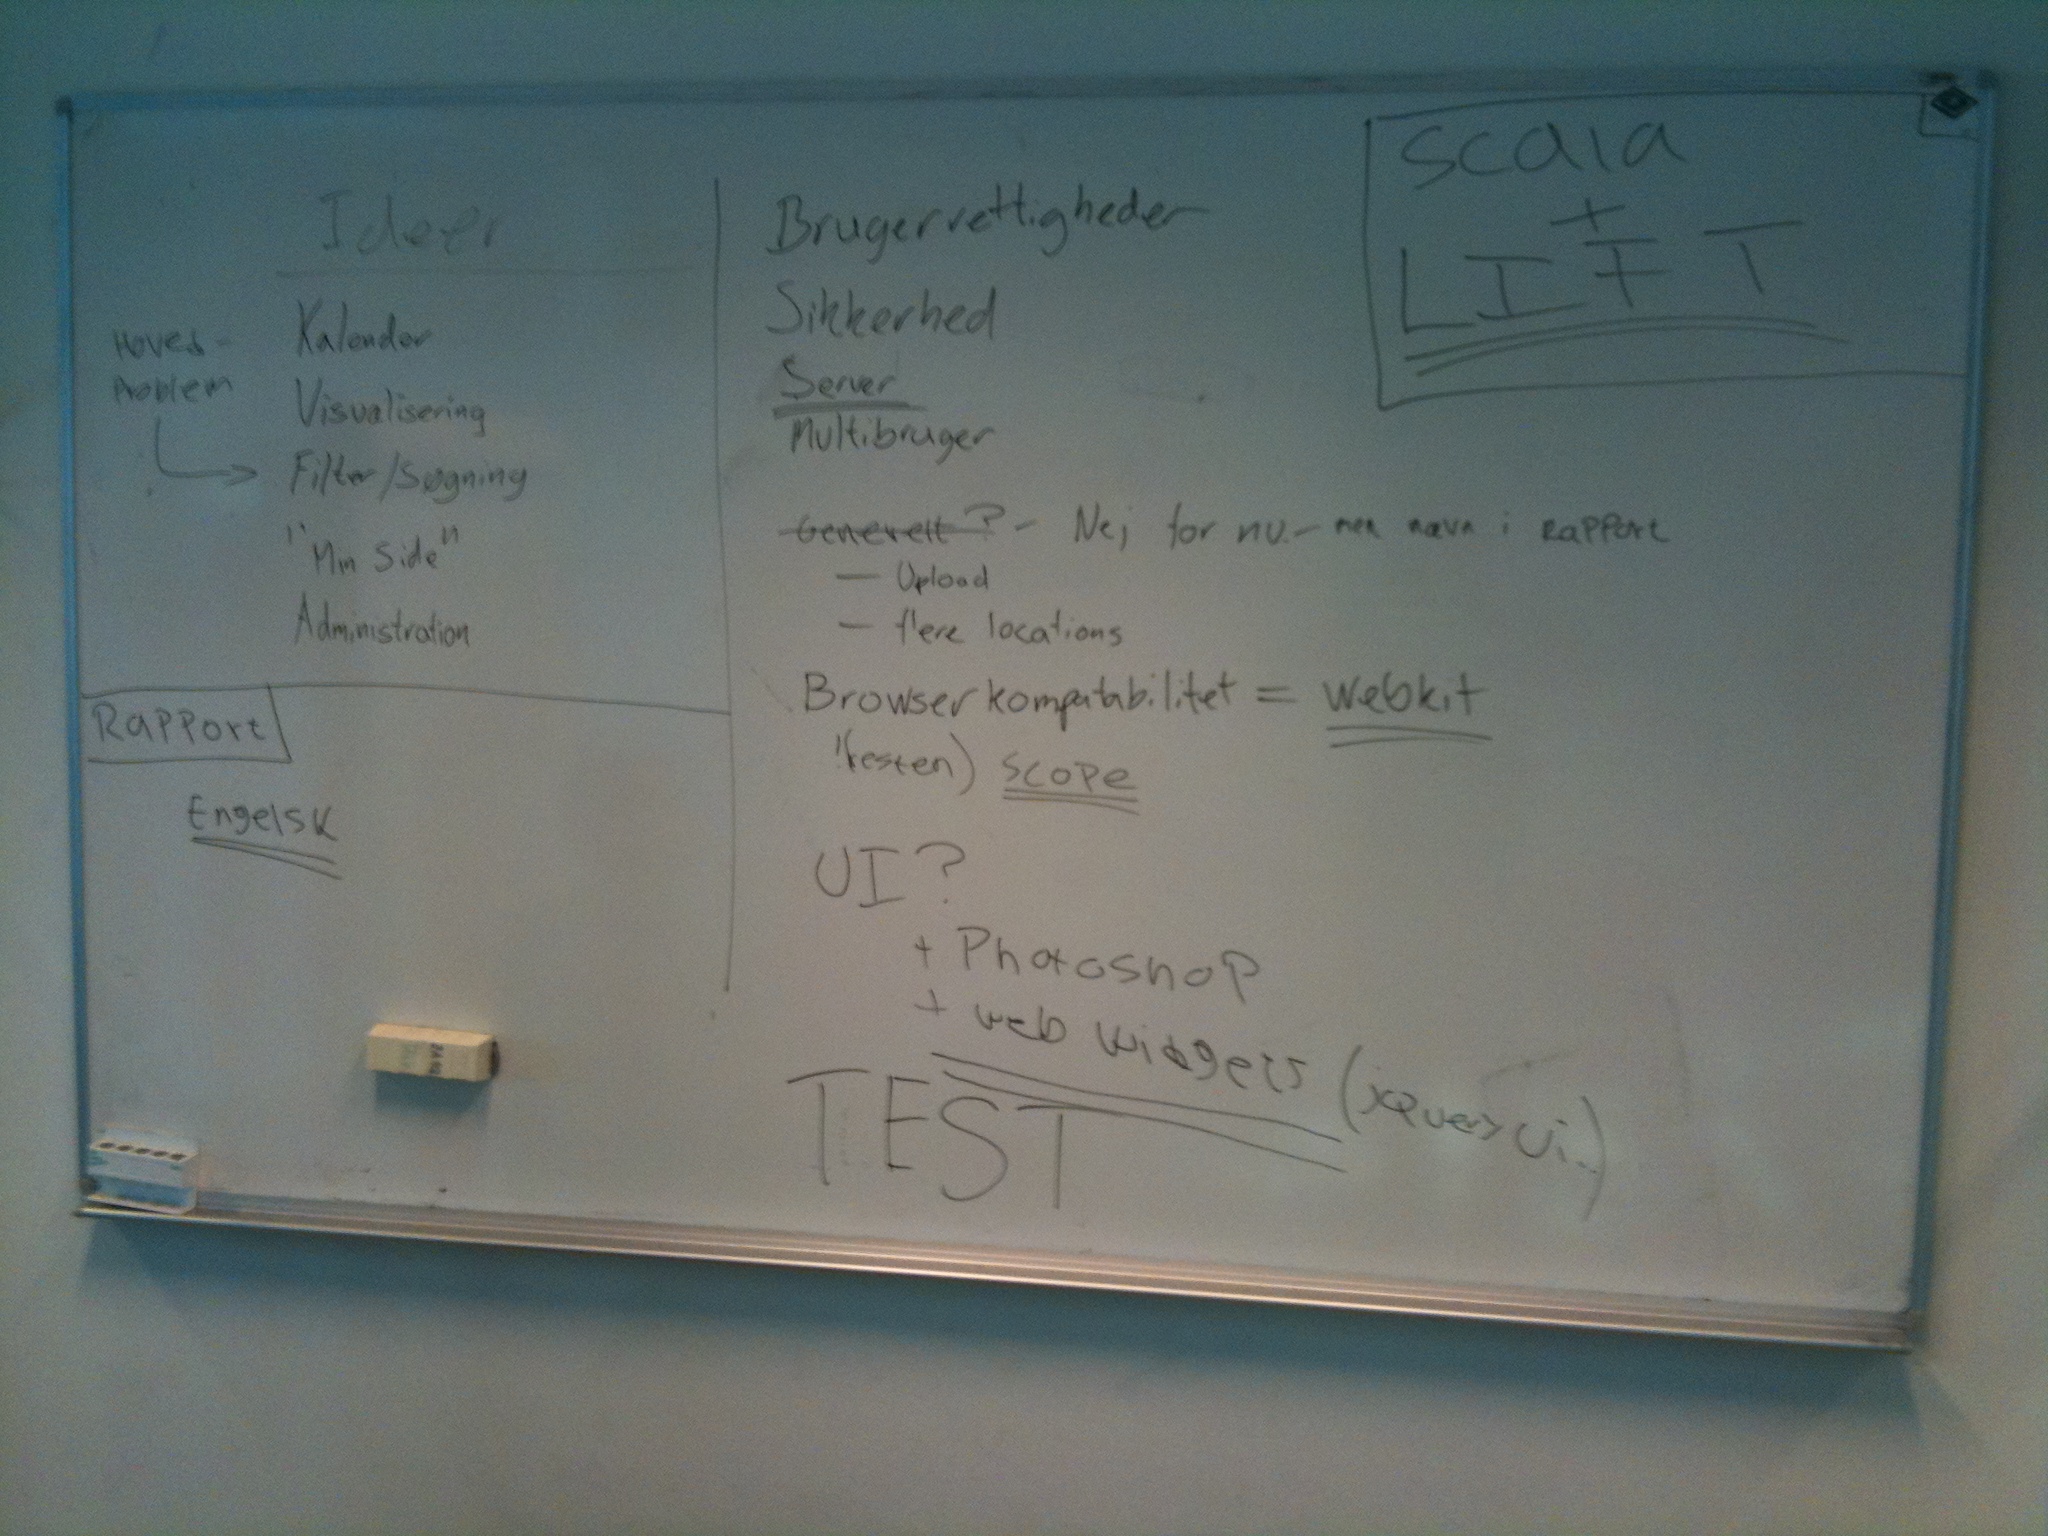 Ideer
Hoved-
Problem
Kalender
Visualisering
Filter/Søgning
"Min Side"
Administration
Rapport
Engelsk
Brugerrettigheder
Sikkerhed
Server
Multibruger
Generelt? - Nej for nu - men nævn i Rapport
- Upload
- flere locations
Browserkompatabilitet = webkit
!(resten) scope
UI?
+ Photoshop
+ web widgets (jQuery Ui..)
TEST
scala
+
LIFT